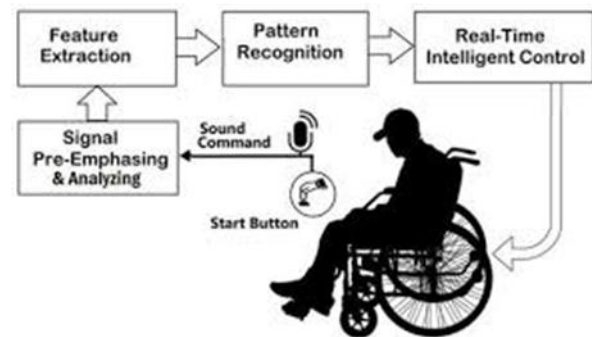 Feature
Extraction
Pattern
Recognition
Real-Time
Intelligent Control
Signal
Pre-Emphasing
& Analyzing
Sound
Command
Start Button